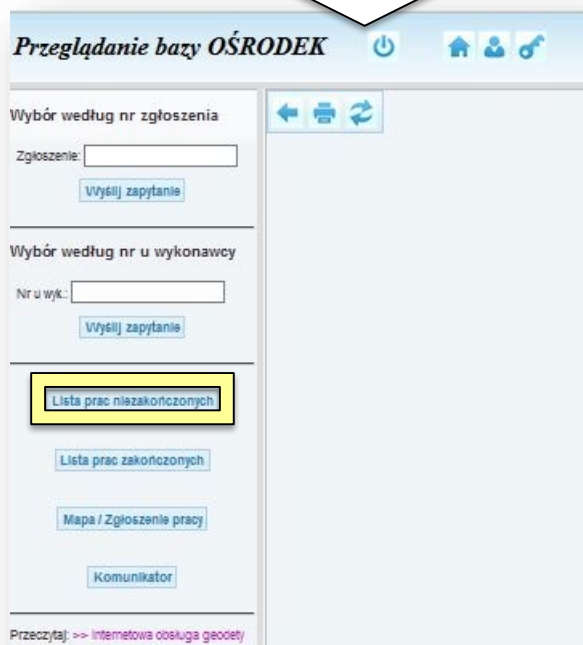 Przeglądanie bazy OŚRODEK
Wybór według nr zgłoszenia
Zgłoszenie:
Wyślij zapytanie
Wybór według nr u wykonawcy
Nr u wyk.:
Wyślij zapytanie
Lista prac niezakończonych
Lista prac zakończonych
Mapa / Zgłoszenie pracy
Komunikator
Przeczytaj: >> Internetowa obsługa geodety